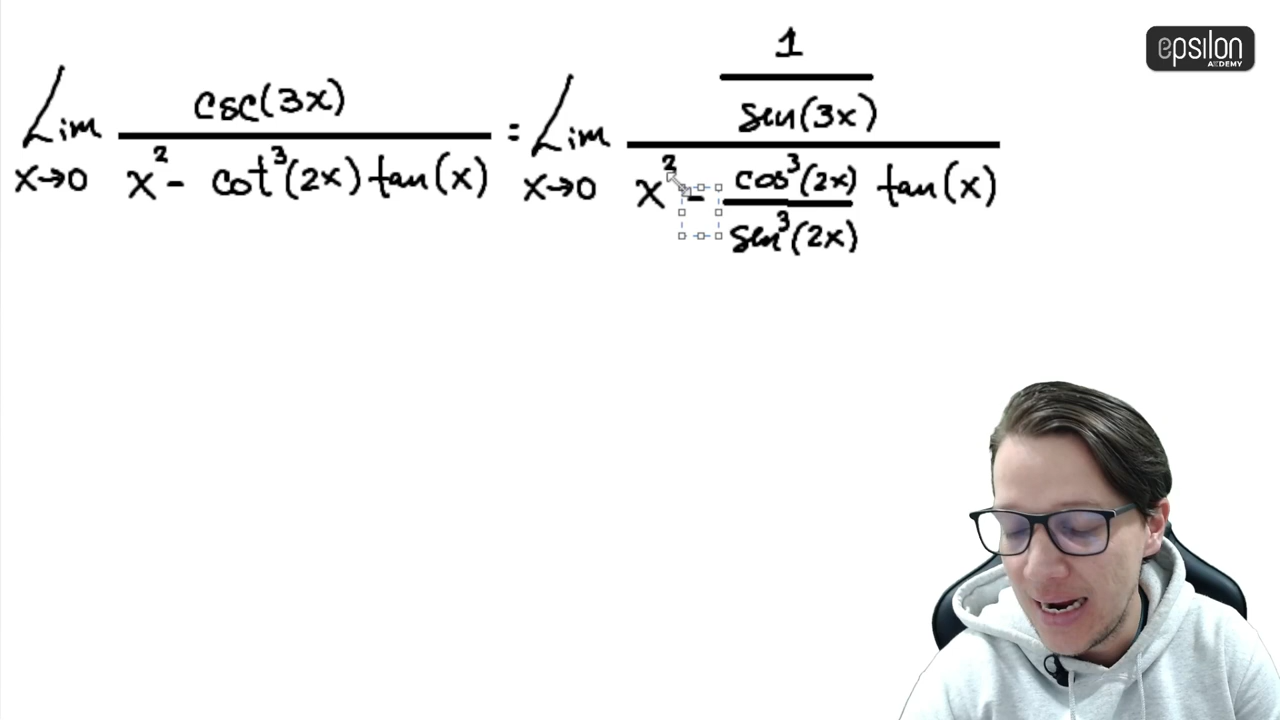 Lim x→0 csc(3x) / (x² - cot³(2x) tan(x)) = Lim x→0 (1 / sen(3x)) / (x² - (cos³(2x) / sen³(2x)) tan(x))
epsilon
AKDEMY